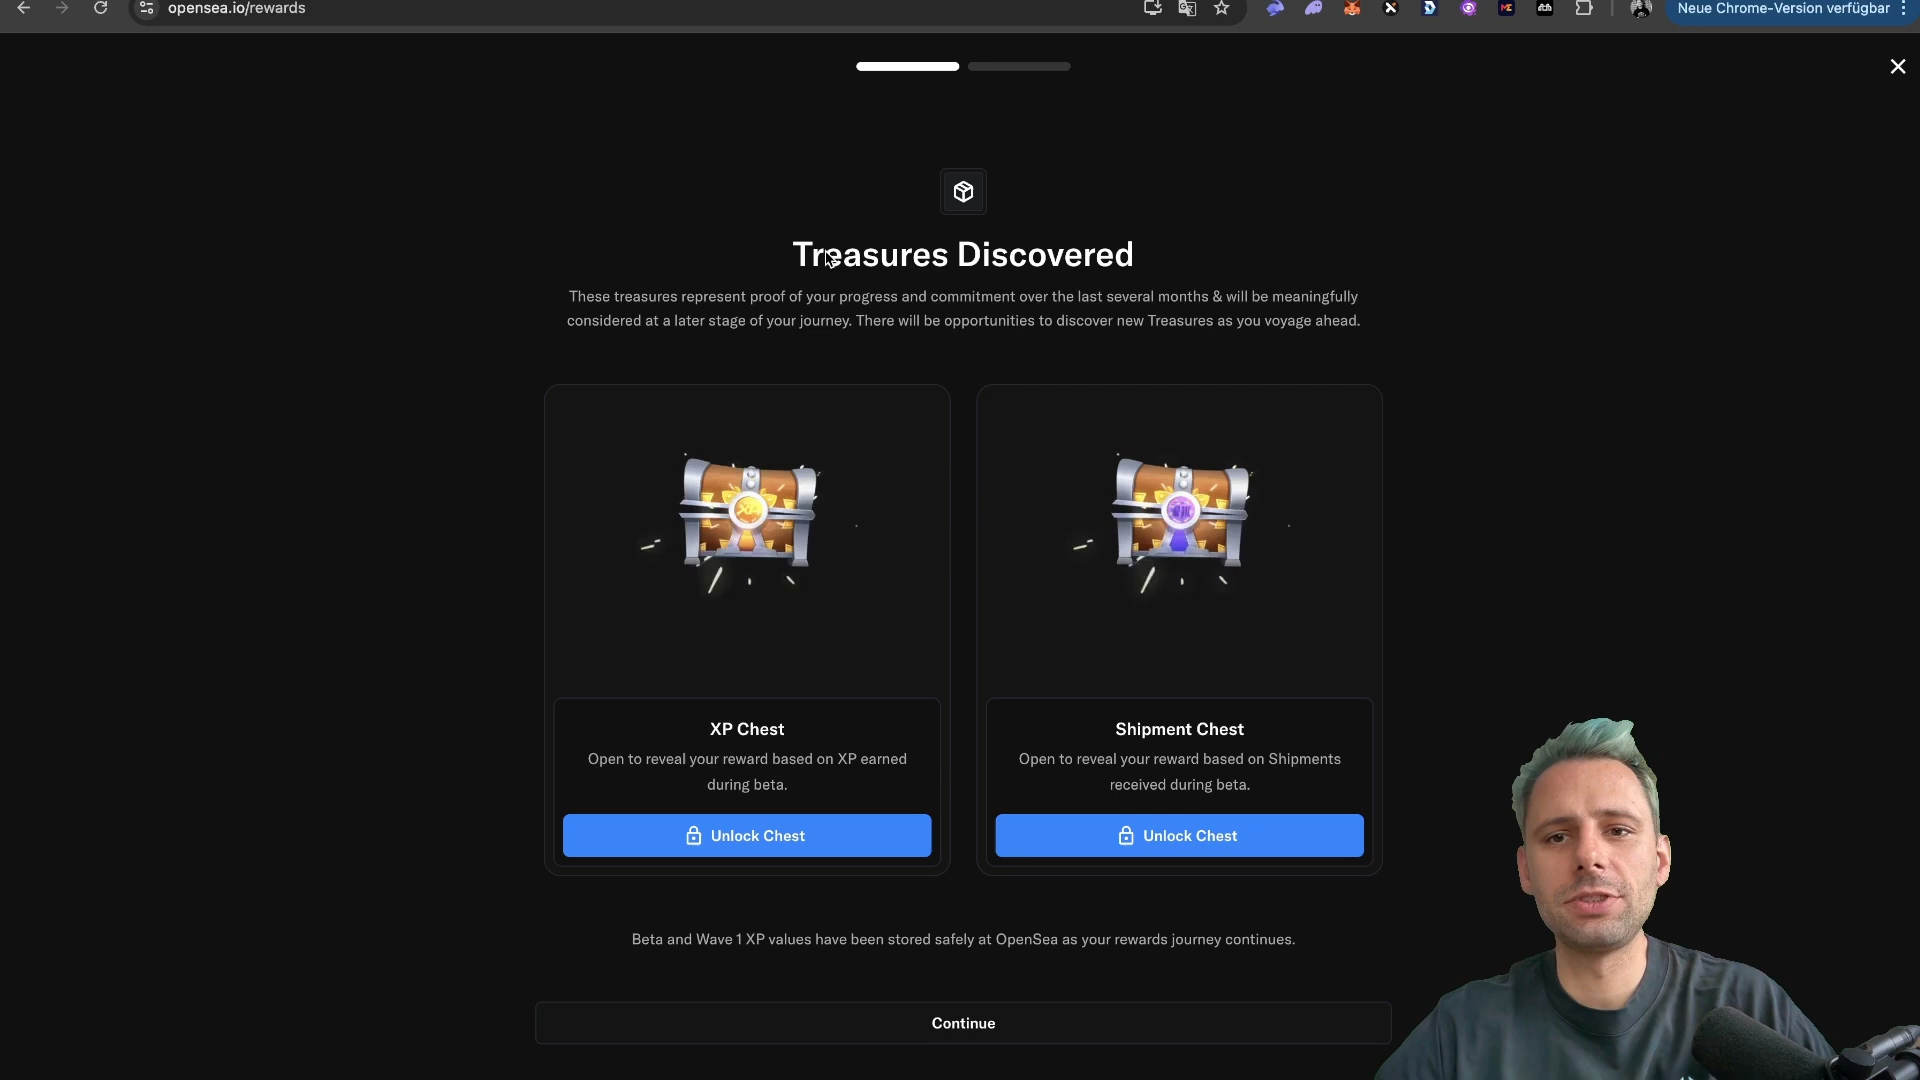 opensea.io/rewards
Neue Chrome-Version verfügbar
Treasures Discovered
These treasures represent proof of your progress and commitment over the last several months & will be meaningfully
considered at a later stage of your journey. There will be opportunities to discover new Treasures as you voyage ahead.
XP Chest
Open to reveal your reward based on XP earned
during beta.
Unlock Chest
Shipment Chest
Open to reveal your reward based on Shipments
received during beta.
Unlock Chest
Beta and Wave 1 XP values have been stored safely at OpenSea as your rewards journey continues.
Continue